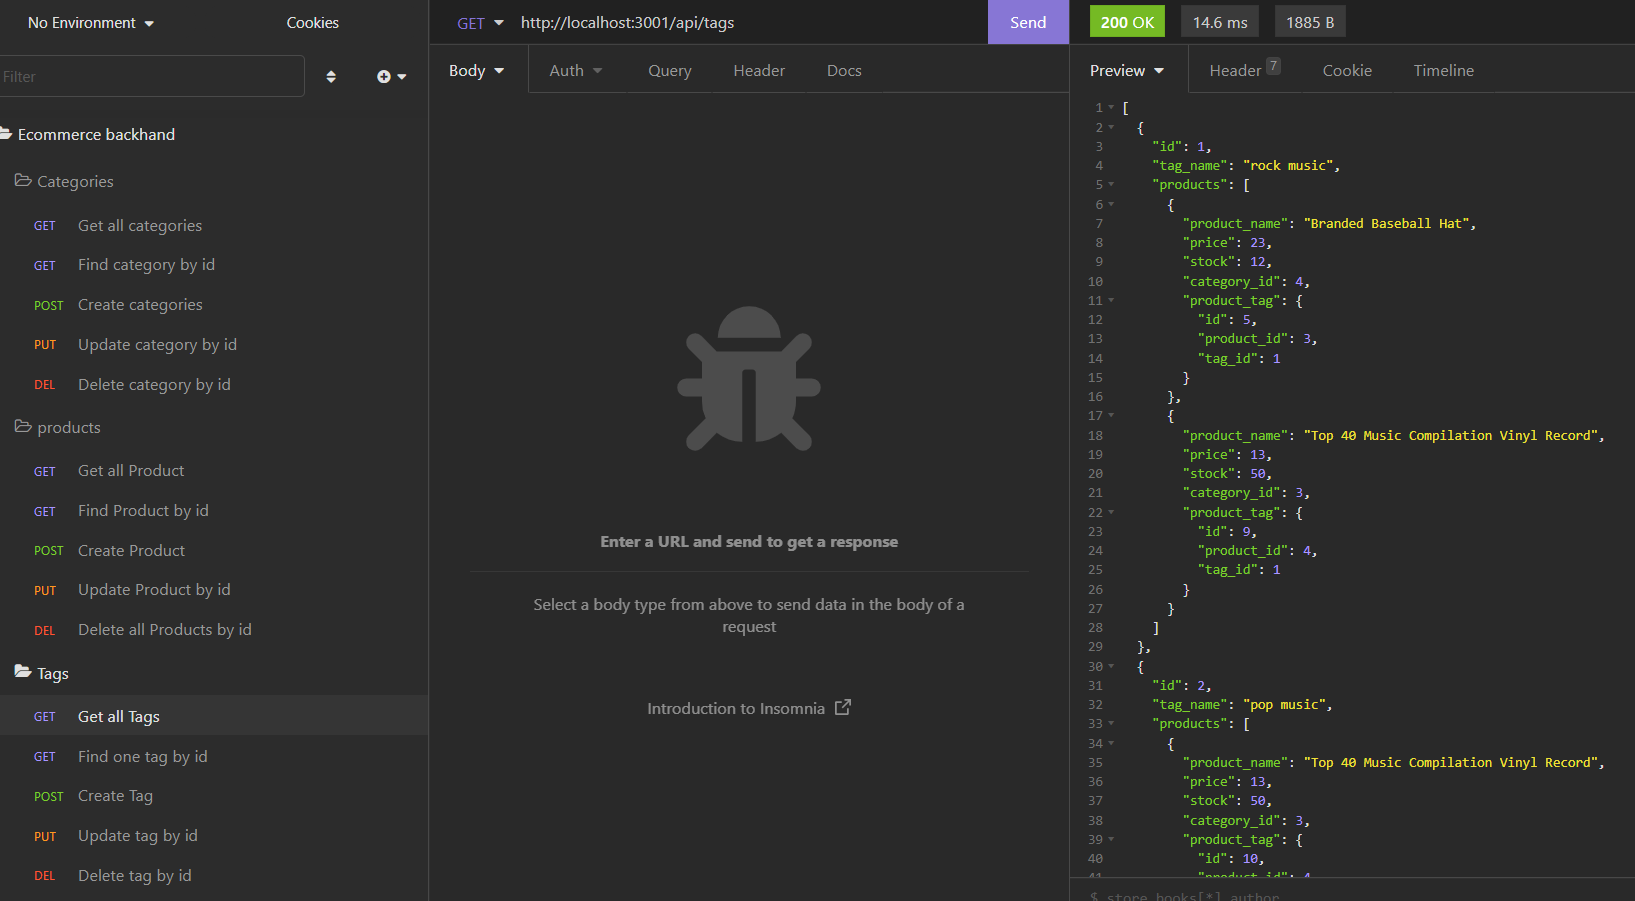 No Environment
Cookies
Filter
Ecommerce backhand
Categories
GET Get all categories
GET Find category by id
POST Create categories
PUT Update category by id
DEL Delete category by id
products
GET Get all Product
GET Find Product by id
POST Create Product
PUT Update Product by id
DEL Delete all Products by id
Tags
GET Get all Tags
GET Find one tag by id
POST Create Tag
PUT Update tag by id
DEL Delete tag by id
GET http://localhost:3001/api/tags Send
Body Auth Query Header Docs
Enter a URL and send to get a response
Select a body type from above to send data in the body of a
request
Introduction to Insomnia
200 OK 14.6 ms 1885 B
Preview Header 7 Cookie Timeline
1 [
2 {
3 "id": 1,
4 "tag_name": "rock music",
5 "products": [
6 {
7 "product_name": "Branded Baseball Hat",
8 "price": 23,
9 "stock": 12,
10 "category_id": 4,
11 "product_tag": {
12 "id": 5,
13 "product_id": 3,
14 "tag_id": 1
15 }
16 },
17 {
18 "product_name": "Top 40 Music Compilation Vinyl Record",
19 "price": 13,
20 "stock": 50,
21 "category_id": 3,
22 "product_tag": {
23 "id": 9,
24 "product_id": 4,
25 "tag_id": 1
26 }
27 }
28 ]
29 },
30 {
31 "id": 2,
32 "tag_name": "pop music",
33 "products": [
34 {
35 "product_name": "Top 40 Music Compilation Vinyl Record",
36 "price": 13,
37 "stock": 50,
38 "category_id": 3,
39 "product_tag": {
40 "id": 10,
41 "product_id": 4
$.store.books[*].author